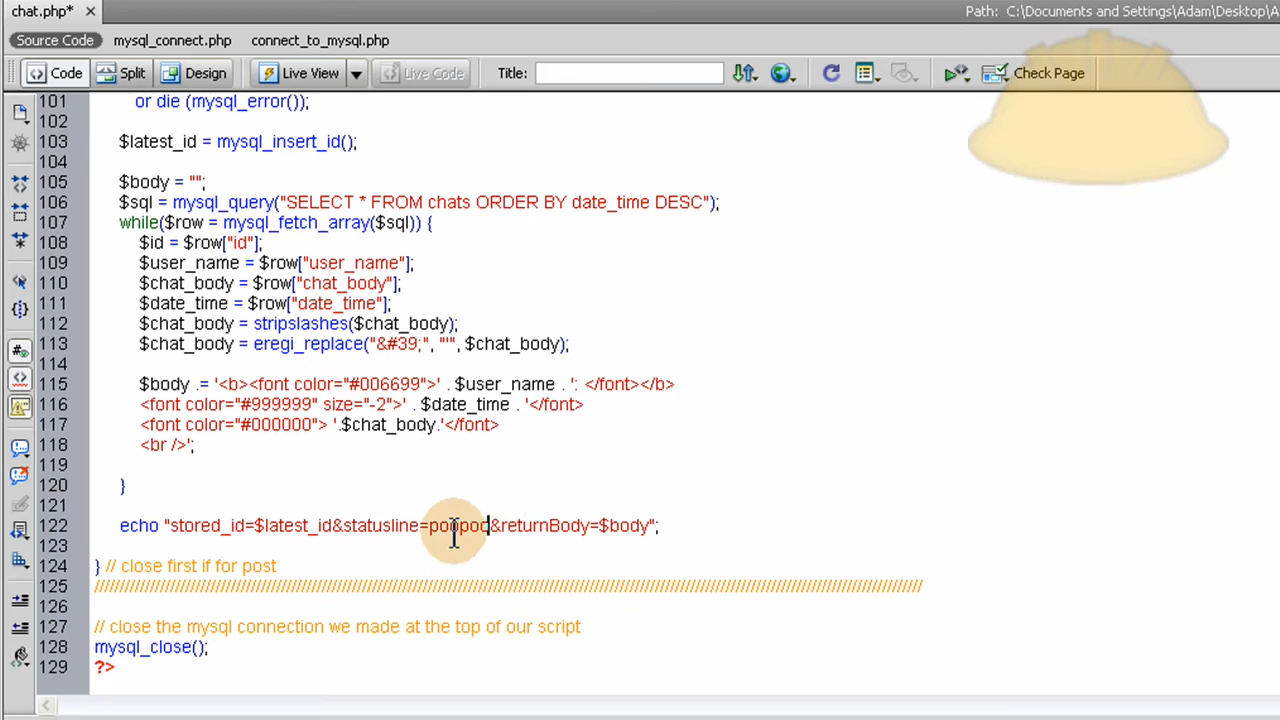 chat.php* Path: C:\Documents and Settings\Adam\Desktop\A
Source Code mysql_connect.php connect_to_mysql.php
Code Split Design Live View Live Code Title: Check Page
101 or die (mysql_error());
102
103 $latest_id = mysql_insert_id();
104
105 $body = "";
106 $sql = mysql_query("SELECT * FROM chats ORDER BY date_time DESC");
107 while($row = mysql_fetch_array($sql)) {
108 $id = $row["id"];
109 $user_name = $row["user_name"];
110 $chat_body = $row["chat_body"];
111 $date_time = $row["date_time"];
112 $chat_body = stripslashes($chat_body);
113 $chat_body = eregi_replace("&#39;", "'", $chat_body);
114
115 $body .= '<b><font color="#006699">' . $user_name . ': </font></b>
116 <font color="#999999" size="-2">' . $date_time . '</font>
117 <font color="#000000"> '.$chat_body.'</font>
118 <br />';
119
120 }
121
122 echo "stored_id=$latest_id&statusline=poopoo&returnBody=$body";
123
124 } // close first if for post
125 ////////////////////////////////////////////////////////////////////////////////////////////////////////////////////////
126
127 // close the mysql connection we made at the top of our script
128 mysql_close();
129 ?>